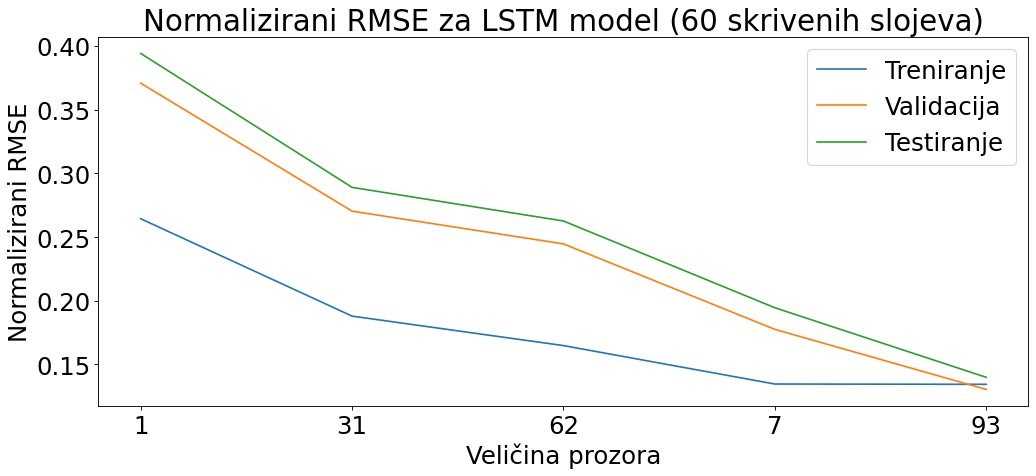 Normalizirani RMSE za LSTM model (60 skrivenih slojeva)
Normalizirani RMSE
0.40
0.35
0.30
0.25
0.20
0.15
Treniranje
Validacija
Testiranje
1 31 62 7 93
Veličina prozora